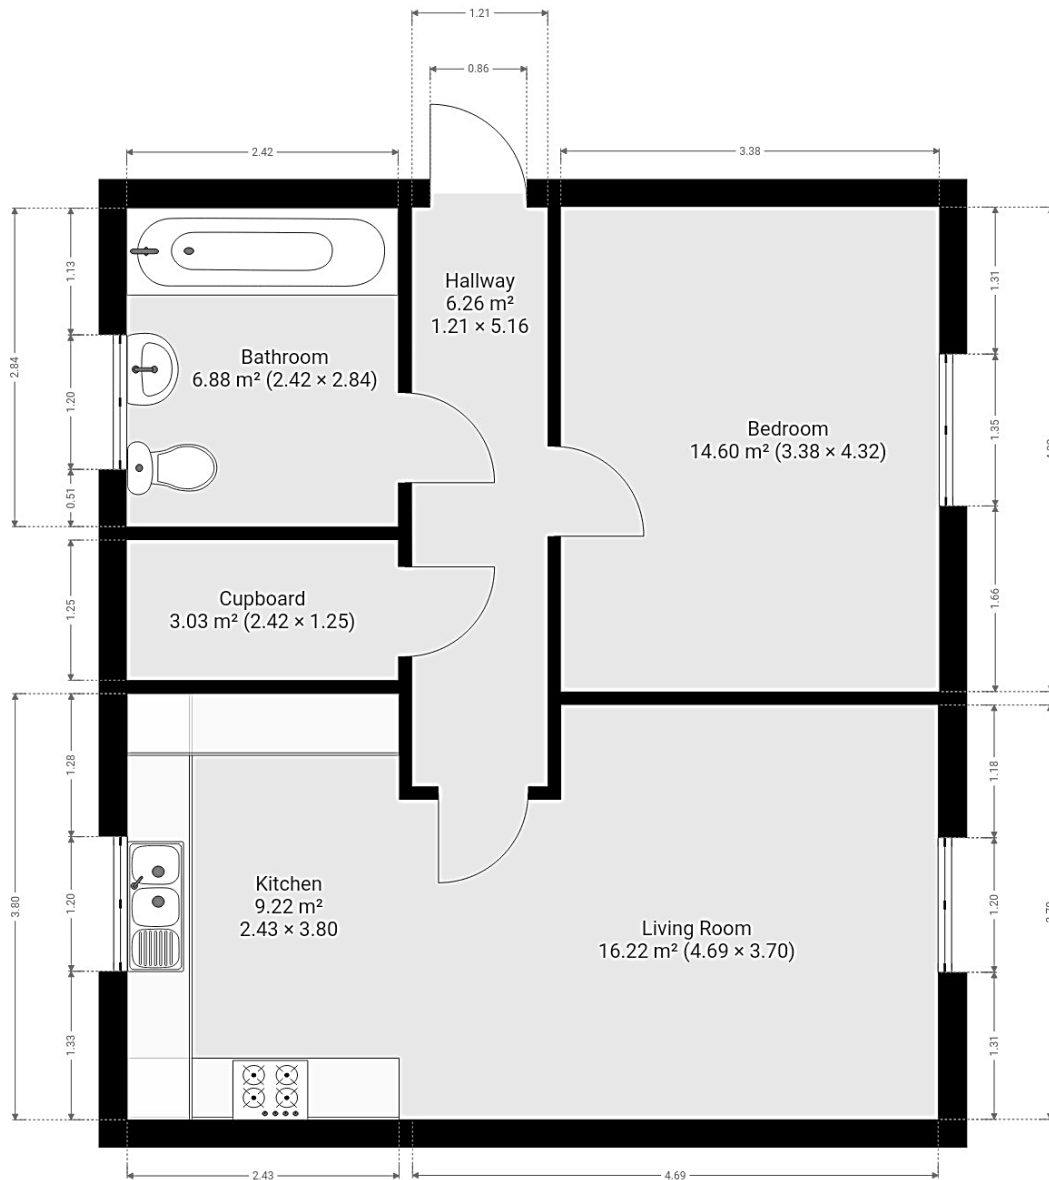 1.21
0.86
2.42
3.38
Hallway
6.26 m²
1.21 × 5.16
Bathroom
6.88 m² (2.42 × 2.84)
Bedroom
14.60 m² (3.38 × 4.32)
Cupboard
3.03 m² (2.42 × 1.25)
Kitchen
9.22 m²
2.43 × 3.80
Living Room
16.22 m² (4.69 × 3.70)
2.84
1.13
1.20
0.51
1.25
3.80
1.28
1.20
1.33
1.31
1.35
1.66
1.18
1.20
1.31
2.43
4.69